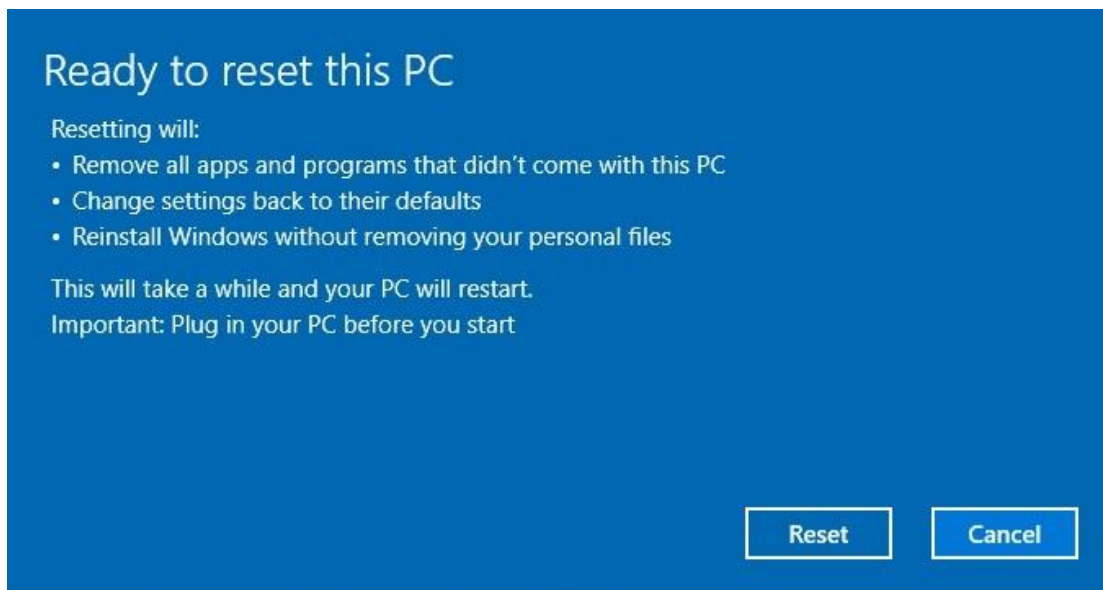 Ready to reset this PC
Resetting will:
• Remove all apps and programs that didn't come with this PC
• Change settings back to their defaults
• Reinstall Windows without removing your personal files
This will take a while and your PC will restart.
Important: Plug in your PC before you start
Reset Cancel